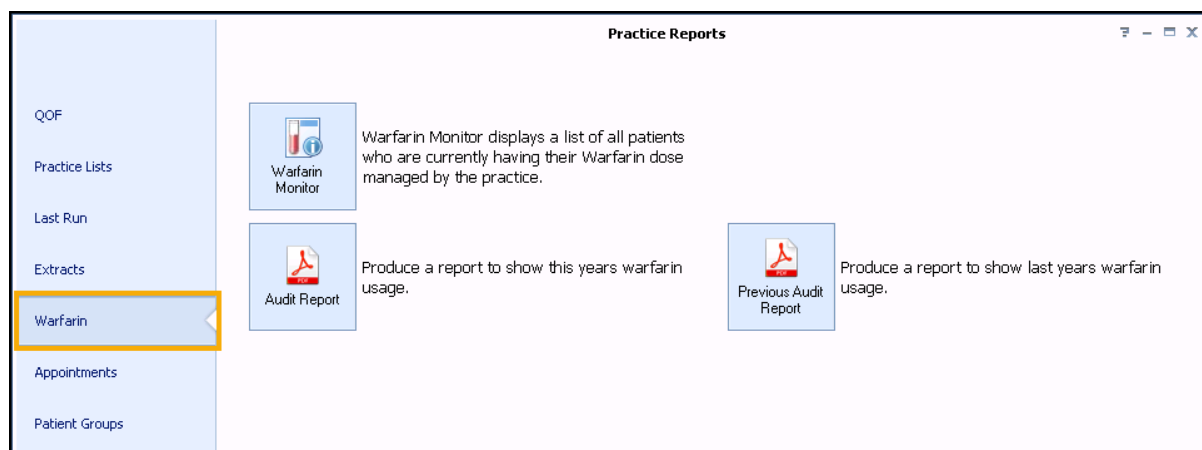 Practice Reports
QOF
Practice Lists
Last Run
Extracts
Warfarin
Appointments
Patient Groups
Warfarin
Monitor
Warfarin Monitor displays a list of all patients
who are currently having their Warfarin dose
managed by the practice.
PDF
Audit Report
Produce a report to show this years warfarin
usage.
PDF
Previous Audit
Report
Produce a report to show last years warfarin
usage.